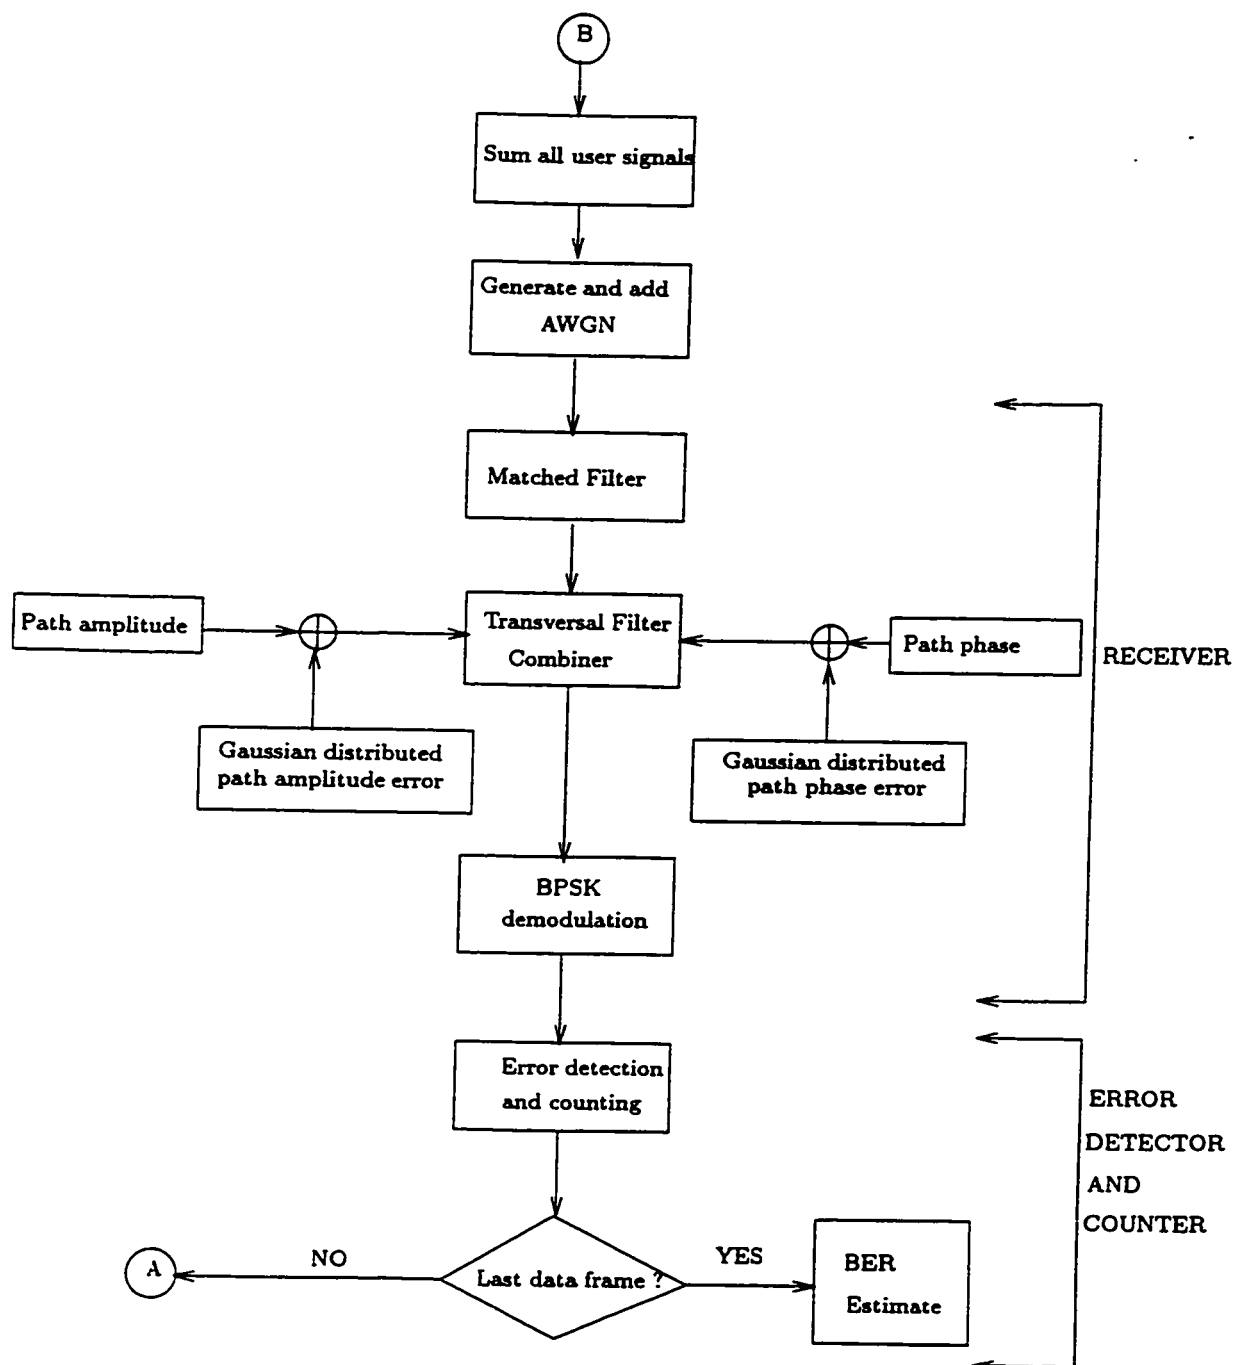 B
Sum all user signals
Generate and add
AWGN
Matched Filter
Path amplitude
Transversal Filter
Combiner
Path phase
RECEIVER
Gaussian distributed
path amplitude error
Gaussian distributed
path phase error
BPSK
demodulation
Error detection
and counting
ERROR
DETECTOR
AND
COUNTER
A
NO
Last data frame ?
YES
BER
Estimate